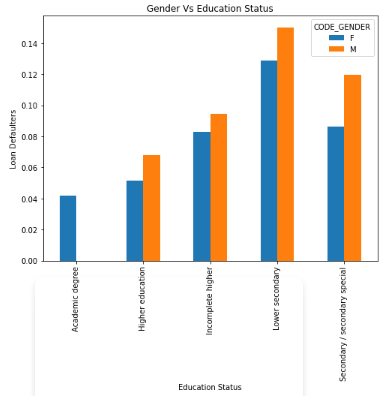 Gender Vs Education Status
CODE_GENDER
F
M
Loan Defaulters
0.14
0.12
0.10
0.08
0.06
0.04
0.02
0.00
Academic degree
Higher education
Incomplete higher
Lower secondary
Secondary / secondary special
Education Status